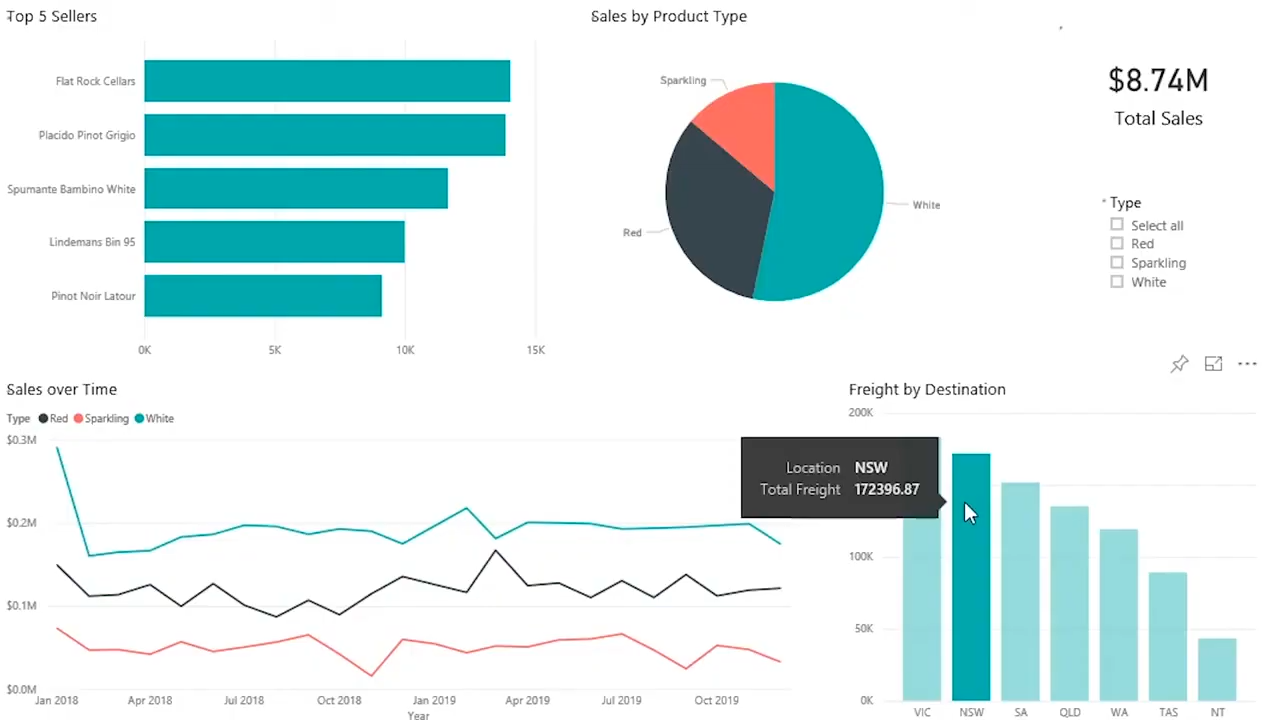 Top 5 Sellers
Flat Rock Cellars
Placido Pinot Grigio
Spumante Bambino White
Lindemans Bin 95
Pinot Noir Latour
0K 5K 10K 15K
Sales by Product Type
Sparkling
White
Red
$8.74M
Total Sales
Type
Select all
Red
Sparkling
White
Sales over Time
Type Red Sparkling White
$0.3M
$0.2M
$0.1M
$0.0M
Jan 2018 Apr 2018 Jul 2018 Oct 2018 Jan 2019 Apr 2019 Jul 2019 Oct 2019
Year
Freight by Destination
200K
Location NSW
Total Freight 172396.87
100K
50K
0K
VIC NSW SA QLD WA TAS NT